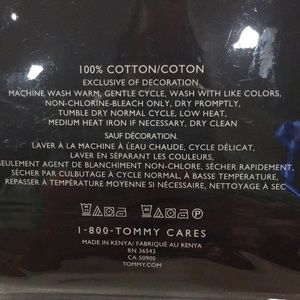 100% COTTON/COTON
EXCLUSIVE OF DECORATION.
MACHINE WASH WARM, GENTLE CYCLE, WASH WITH LIKE COLORS,
NON-CHLORINE-BLEACH ONLY, DRY PROMPTLY,
TUMBLE DRY NORMAL CYCLE, LOW HEAT,
MEDIUM HEAT IRON IF NECESSARY, DRY CLEAN
SAUF DÉCORATION.
LAVER À LA MACHINE À L'EAU CHAUDE, CYCLE DÉLICAT,
LAVER EN SÉPARANT LES COULEURS,
SEULEMENT AGENT DE BLANCHIMENT NON-CHLORE, SÉCHER RAPIDEMENT,
SÉCHER PAR CULBUTAGE À CYCLE NORMAL, À BASSE TEMPÉRATURE,
REPASSER À TEMPÉRATURE MOYENNE SI NÉCESSAIRE, NETTOYAGE À SEC
1-800-TOMMY CARES
MADE IN KENYA/ FABRIQUÉ AU KENYA
RN 36543
CA 50900
TOMMY.COM